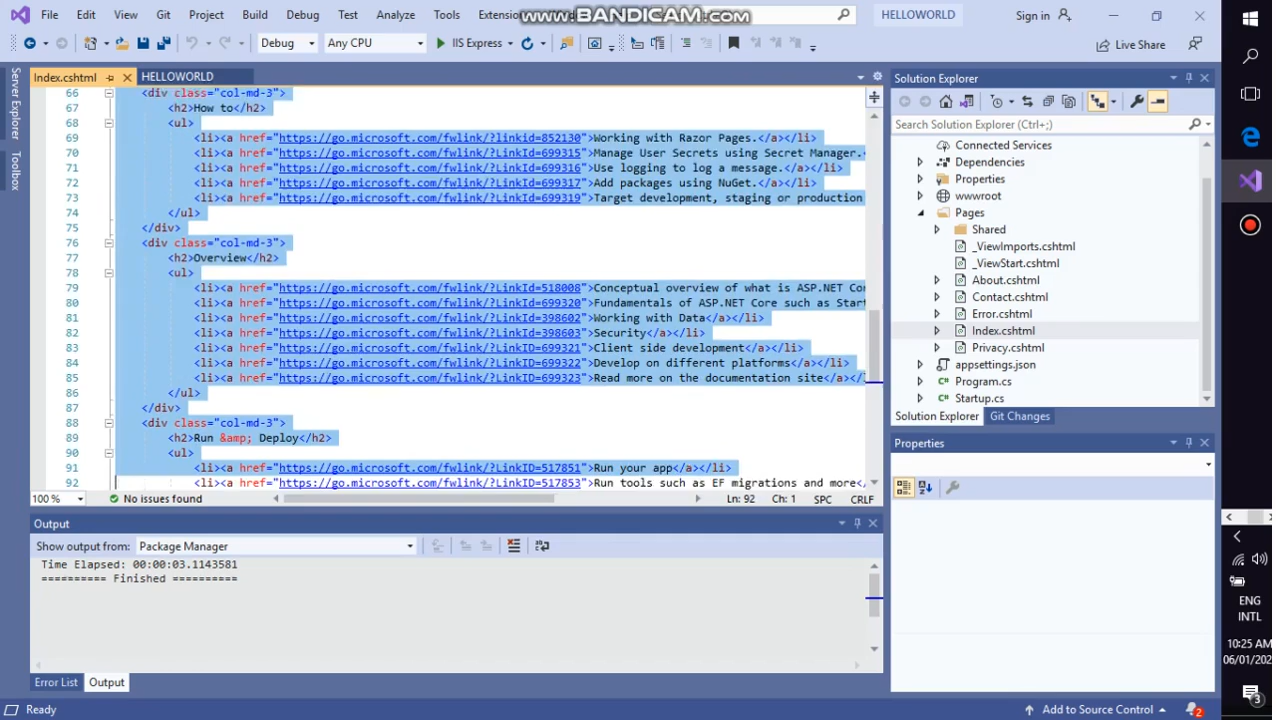 File Edit View Git Project Build Debug Test Analyze Tools Extensi www.BANDICAM.com HELLOWORLD Sign in
Debug Any CPU IIS Express Live Share
Server Explorer
Toolbox
Index.cshtml HELLOWORLD
66 <div class="col-md-3">
67 <h2>How to</h2>
68 <ul>
69 <li><a href="https://go.microsoft.com/fwlink/?linkid=852130">Working with Razor Pages.</a></li>
70 <li><a href="https://go.microsoft.com/fwlink/?LinkId=699315">Manage User Secrets using Secret Manager.<
71 <li><a href="https://go.microsoft.com/fwlink/?LinkId=699316">Use logging to log a message.</a></li>
72 <li><a href="https://go.microsoft.com/fwlink/?LinkId=699317">Add packages using NuGet.</a></li>
73 <li><a href="https://go.microsoft.com/fwlink/?LinkId=699319">Target development, staging or production
74 </ul>
75 </div>
76 <div class="col-md-3">
77 <h2>Overview</h2>
78 <ul>
79 <li><a href="https://go.microsoft.com/fwlink/?LinkId=518008">Conceptual overview of what is ASP.NET Co
80 <li><a href="https://go.microsoft.com/fwlink/?LinkId=699320">Fundamentals of ASP.NET Core such as Star
81 <li><a href="https://go.microsoft.com/fwlink/?LinkId=398602">Working with Data</a></li>
82 <li><a href="https://go.microsoft.com/fwlink/?LinkId=398603">Security</a></li>
83 <li><a href="https://go.microsoft.com/fwlink/?LinkID=699321">Client side development</a></li>
84 <li><a href="https://go.microsoft.com/fwlink/?LinkID=699322">Develop on different platforms</a></li>
85 <li><a href="https://go.microsoft.com/fwlink/?LinkID=699323">Read more on the documentation site</a></
86 </ul>
87 </div>
88 <div class="col-md-3">
89 <h2>Run &amp; Deploy</h2>
90 <ul>
91 <li><a href="https://go.microsoft.com/fwlink/?LinkID=517851">Run your app</a></li>
92 <li><a href="https://go.microsoft.com/fwlink/?LinkID=517853">Run tools such as EF migrations and more</
100 % No issues found Ln: 92 Ch: 1 SPC CRLF
Output
Show output from: Package Manager
Time Elapsed: 00:00:03.1143581
========== Finished ==========
Error List Output
Ready Add to Source Control 2
Solution Explorer
Search Solution Explorer (Ctrl+;)
Connected Services
Dependencies
Properties
wwwroot
Pages
Shared
_ViewImports.cshtml
_ViewStart.cshtml
About.cshtml
Contact.cshtml
Error.cshtml
Index.cshtml
Privacy.cshtml
appsettings.json
Program.cs
Startup.cs
Solution Explorer Git Changes
Properties
ENG
INTL
10:25 AM
06/01/202
3